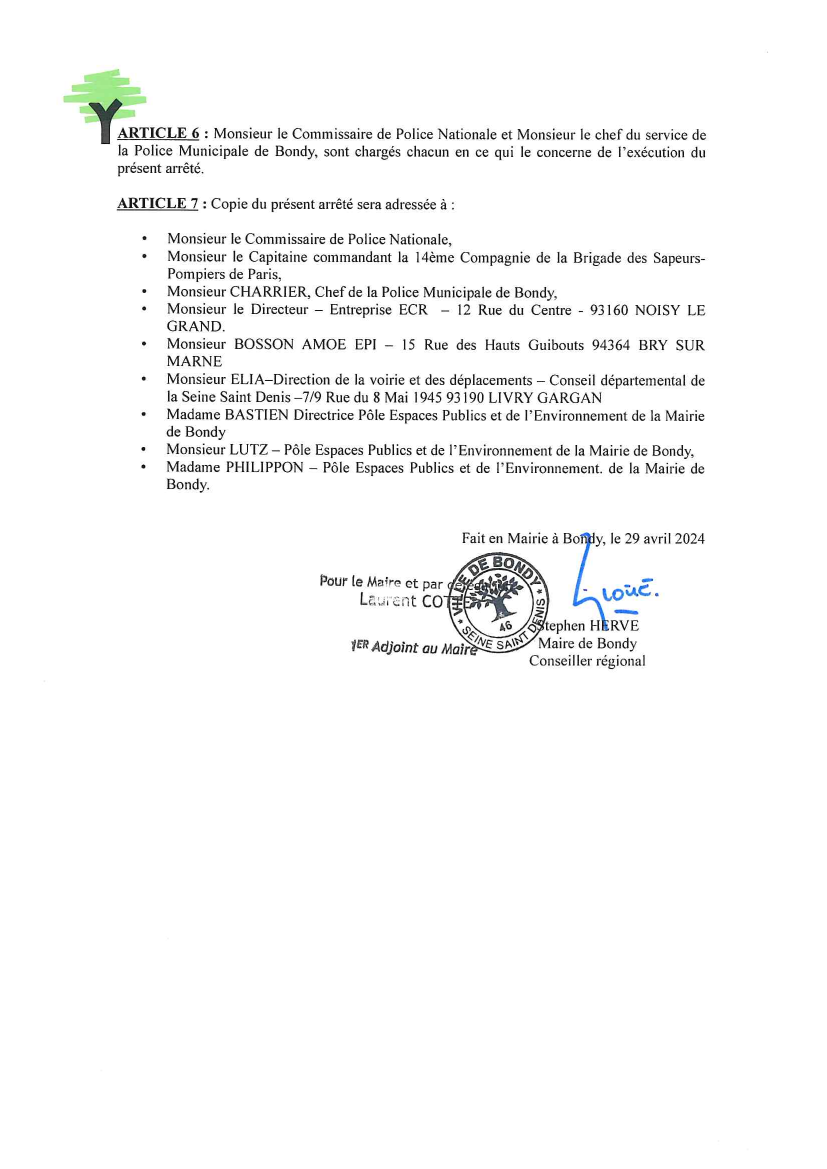 ARTICLE 6 : Monsieur le Commissaire de Police Nationale et Monsieur le chef du service de
la Police Municipale de Bondy, sont chargés chacun en ce qui le concerne de l'exécution du
présent arrêté.
ARTICLE 7 : Copie du présent arrêté sera adressée à :
• Monsieur le Commissaire de Police Nationale,
• Monsieur le Capitaine commandant la 14ème Compagnie de la Brigade des Sapeurs-
Pompiers de Paris,
• Monsieur CHARRIER, Chef de la Police Municipale de Bondy,
• Monsieur le Directeur – Entreprise ECR – 12 Rue du Centre - 93160 NOISY LE
GRAND.
• Monsieur BOSSON AMOE EPI – 15 Rue des Hauts Guibouts 94364 BRY SUR
MARNE
• Monsieur ELIA–Direction de la voirie et des déplacements – Conseil départemental de
la Seine Saint Denis –7/9 Rue du 8 Mai 1945 93190 LIVRY GARGAN
• Madame BASTIEN Directrice Pôle Espaces Publics et de l'Environnement de la Mairie
de Bondy
• Monsieur LUTZ – Pôle Espaces Publics et de l'Environnement de la Mairie de Bondy,
• Madame PHILIPPON – Pôle Espaces Publics et de l'Environnement. de la Mairie de
Bondy.
Fait en Mairie à Bondy, le 29 avril 2024
Pour le Maire et par
Laurent
VILLE DE BONDY
46
* SEINE SAINT DENIS *
Stephen HERVE
1ER Adjoint au Maire
Maire de Bondy
Conseiller régional